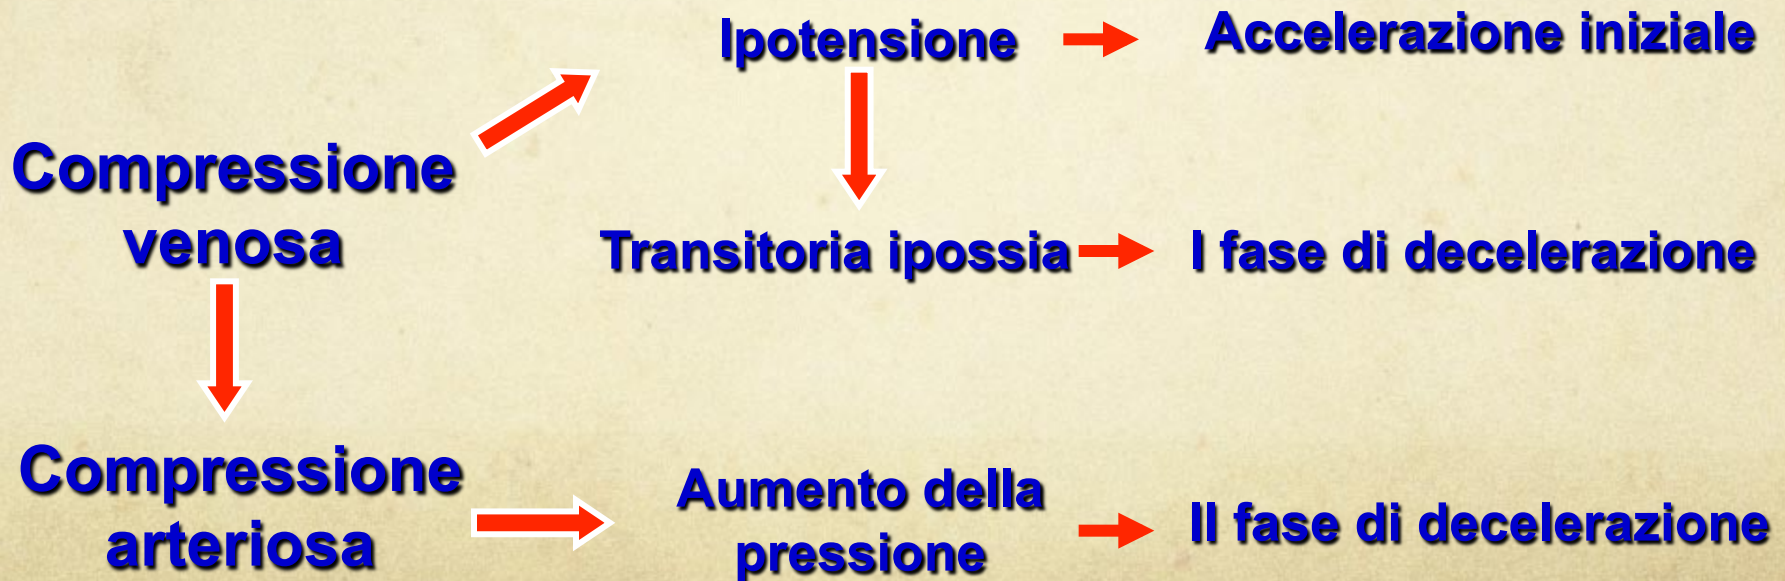 Ipotensione
Accelerazione iniziale
Compressione
venosa
Transitoria ipossia
I fase di decelerazione
Compressione
arteriosa
Aumento della
pressione
II fase di decelerazione